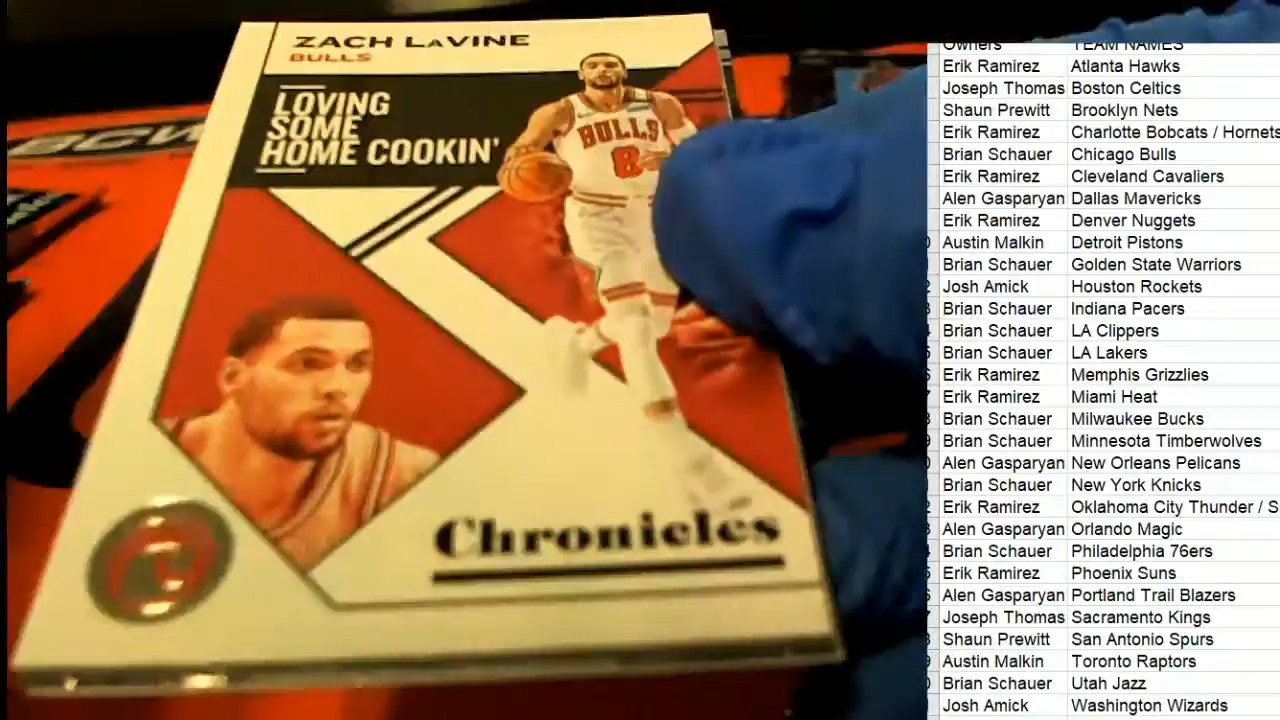 ZACH LaVINE
BULLS
LOVING
SOME
HOME COOKIN'
BULLS
8
Chronicles
BCW
Owners TEAM NAMES
Erik Ramirez Atlanta Hawks
Joseph Thomas Boston Celtics
Shaun Prewitt Brooklyn Nets
Erik Ramirez Charlotte Bobcats / Hornets
Brian Schauer Chicago Bulls
Erik Ramirez Cleveland Cavaliers
Alen Gasparyan Dallas Mavericks
Erik Ramirez Denver Nuggets
Austin Malkin Detroit Pistons
Brian Schauer Golden State Warriors
Josh Amick Houston Rockets
Brian Schauer Indiana Pacers
Brian Schauer LA Clippers
Brian Schauer LA Lakers
Erik Ramirez Memphis Grizzlies
Erik Ramirez Miami Heat
Brian Schauer Milwaukee Bucks
Brian Schauer Minnesota Timberwolves
Alen Gasparyan New Orleans Pelicans
Brian Schauer New York Knicks
Erik Ramirez Oklahoma City Thunder / S
Alen Gasparyan Orlando Magic
Brian Schauer Philadelphia 76ers
Erik Ramirez Phoenix Suns
Alen Gasparyan Portland Trail Blazers
Joseph Thomas Sacramento Kings
Shaun Prewitt San Antonio Spurs
Austin Malkin Toronto Raptors
Brian Schauer Utah Jazz
Josh Amick Washington Wizards